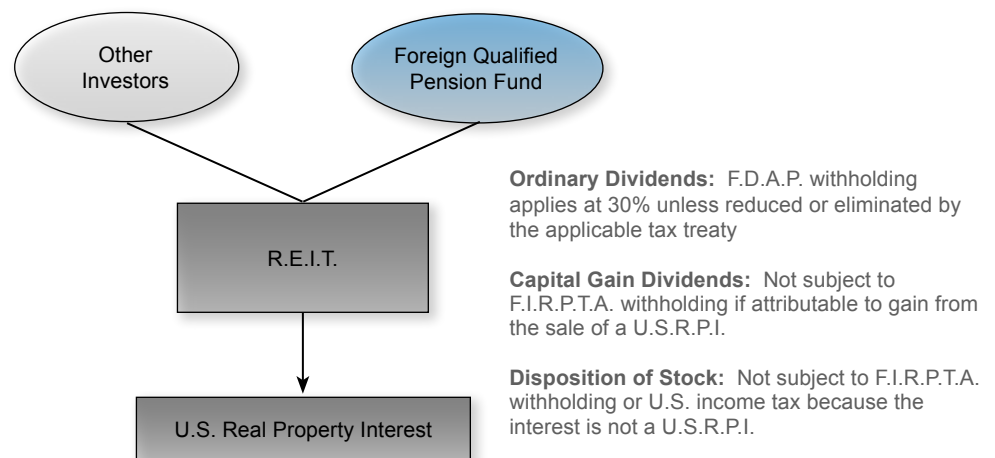 Other
Investors
Foreign Qualified
Pension Fund
Ordinary Dividends: F.D.A.P. withholding
applies at 30% unless reduced or eliminated by
the applicable tax treaty
R.E.I.T.
Capital Gain Dividends: Not subject to
F.I.R.P.T.A. withholding if attributable to gain from
the sale of a U.S.R.P.I.
Disposition of Stock: Not subject to F.I.R.P.T.A.
withholding or U.S. income tax because the
interest is not a U.S.R.P.I.
U.S. Real Property Interest